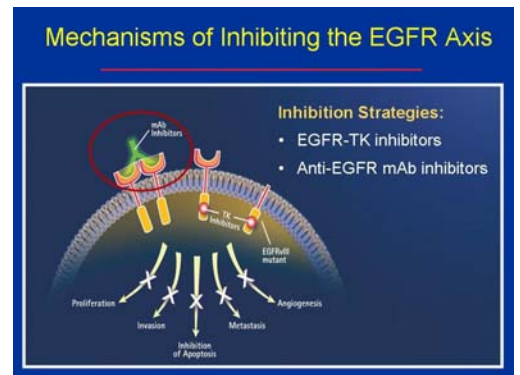 Mechanisms of Inhibiting the EGFR Axis
Inhibition Strategies:
• EGFR-TK inhibitors
• Anti-EGFR mAb inhibitors
mAb
Inhibitors
TK
Inhibitors
EGFRvIII
mutant
Proliferation
Invasion
Inhibition
of Apoptosis
Metastasis
Angiogenesis